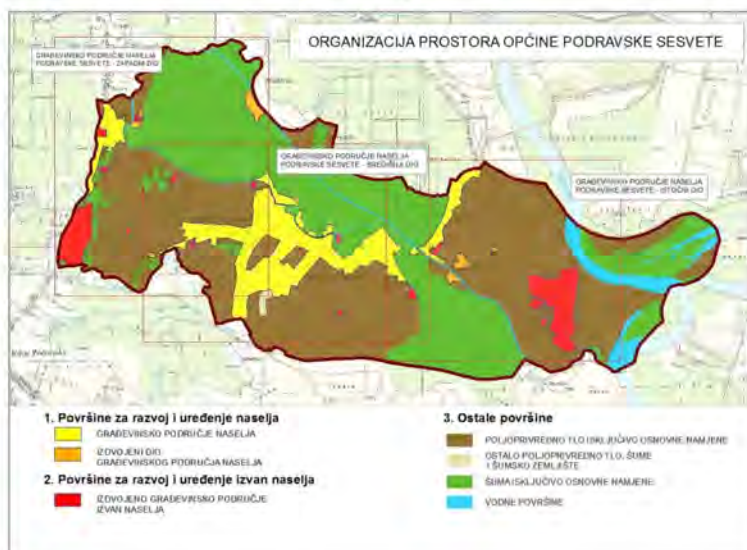 ORGANIZACIJA PROSTORA OPĆINE PODRAVSKE SESVETE
GRAĐEVINSKO PODRUČJE NASELJA
PODRAVSKE SESVETE - ZAPADNI DIO
GRAĐEVINSKO PODRUČJE NASELJA
PODRAVSKE SESVETE - SREDIŠNJI DIO
GRAĐEVINSKO PODRUČJE NASELJA
PODRAVSKE SESVETE - ISTOČNI DIO
1. Površine za razvoj i uređenje naselja
GRAĐEVINSKO PODRUČJE NASELJA
IZDVOJENI DIO
GRAĐEVINSKOG PODRUČJA NASELJA
2. Površine za razvoj i uređenje izvan naselja
IZDVOJENO GRAĐEVINSKO PODRUČJE
IZVAN NASELJA
3. Ostale površine
POLJOPRIVREDNO TLO ISKLJUČIVO OSNOVNE NAMJENE
OSTALO POLJOPRIVREDNO TLO, ŠUME
I ŠUMSKO ZEMLJIŠTE
ŠUMA ISKLJUČIVO OSNOVNE NAMJENE
VODNE POVRŠINE